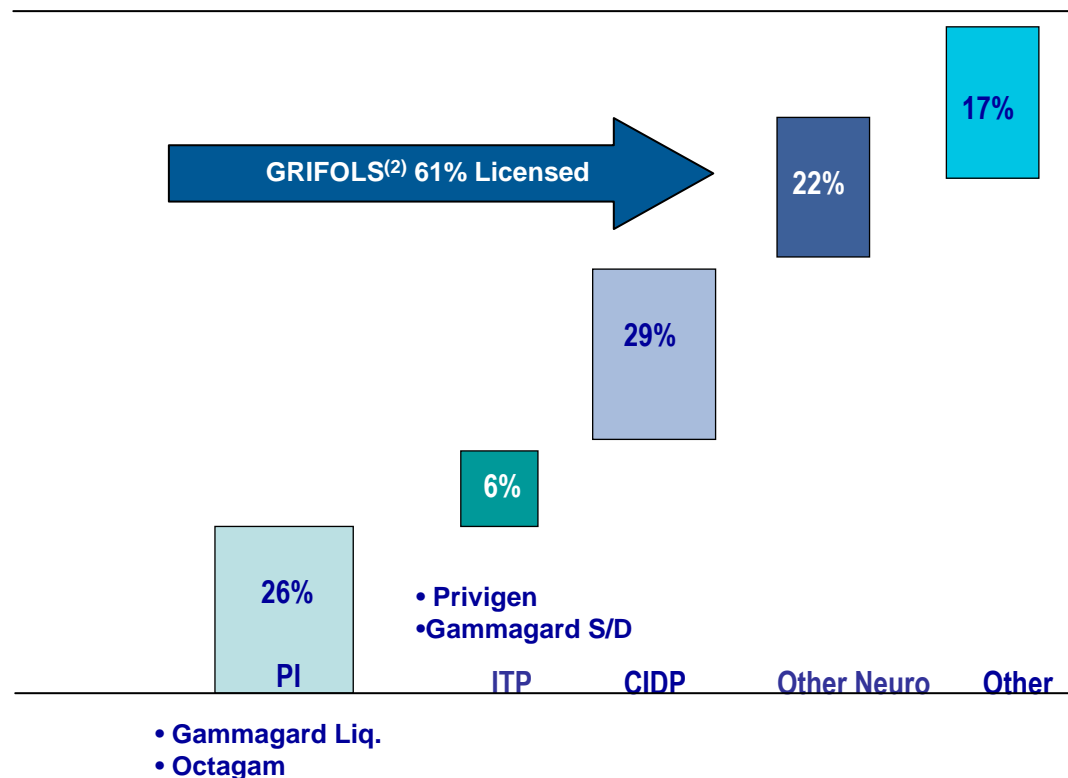 17%
GRIFOLS(2) 61% Licensed
22%
29%
6%
26%
• Privigen
•Gammagard S/D
PI
ITP
CIDP
Other Neuro
Other
• Gammagard Liq.
• Octagam